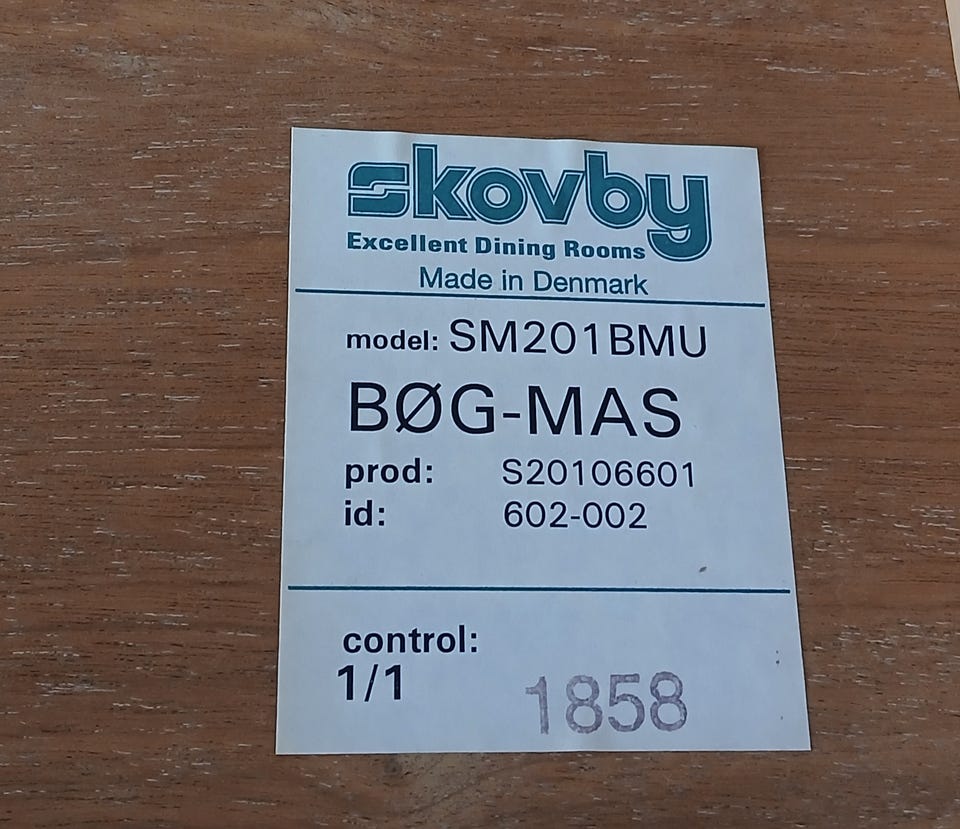 skovby
Excellent Dining Rooms
Made in Denmark
model: SM201BMU
BØG-MAS
prod: S20106601
id: 602-002
control:
1/1
1858